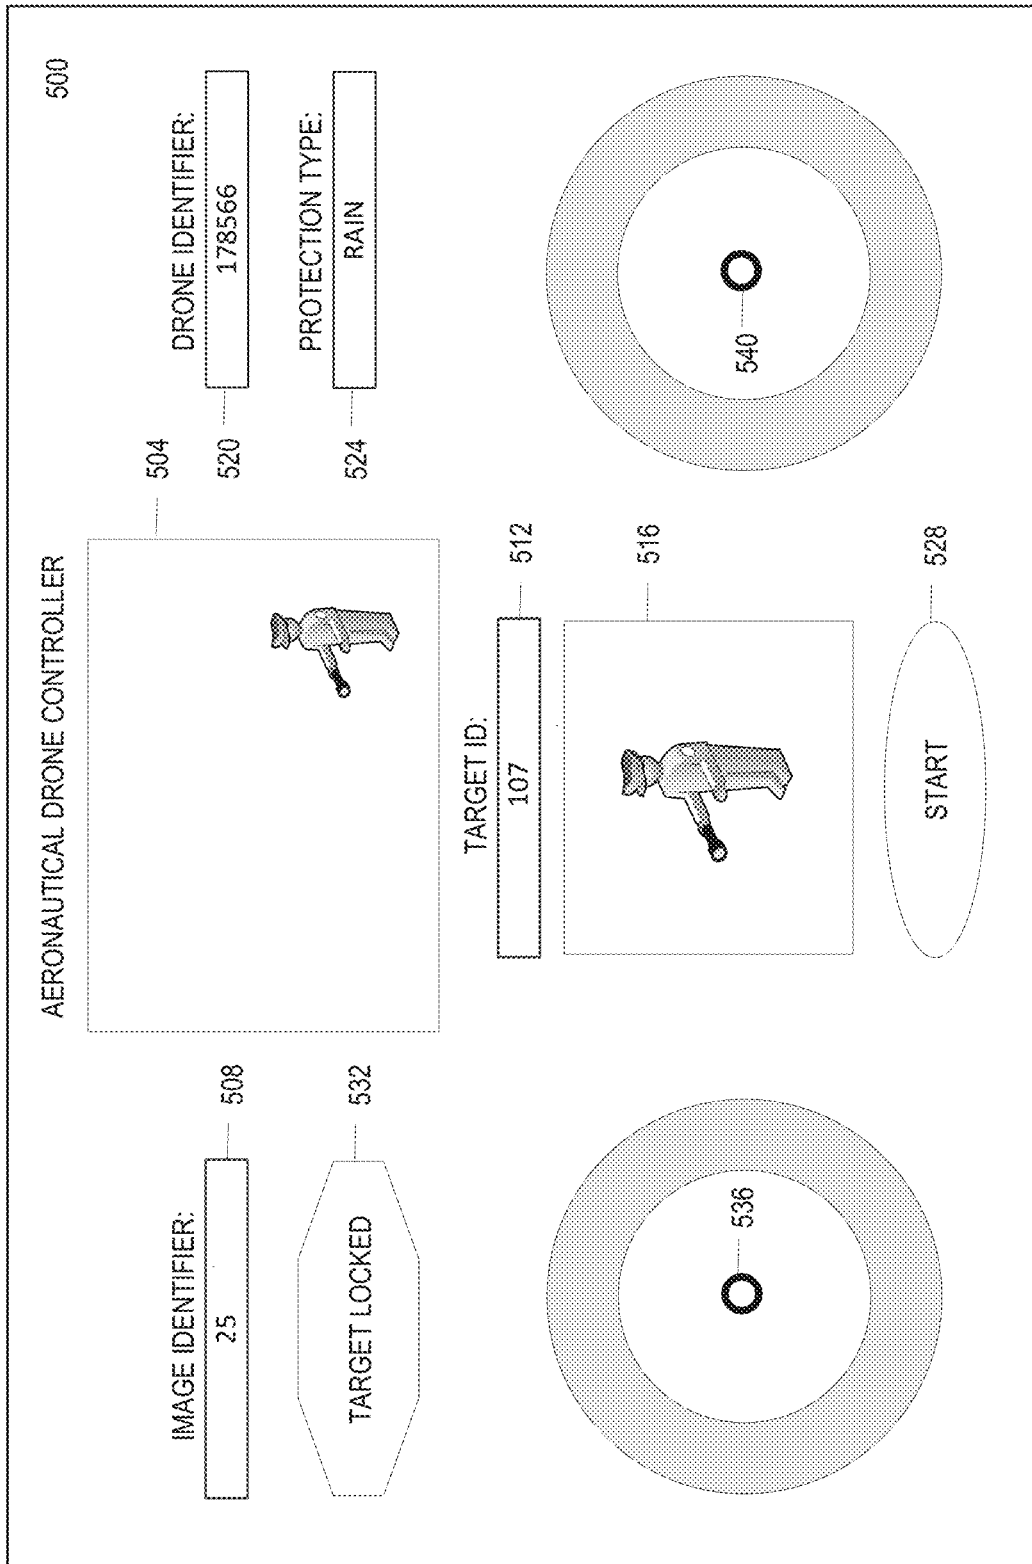 500
AERONAUTICAL DRONE CONTROLLER
IMAGE IDENTIFIER:
25
508
TARGET LOCKED
532
504
DRONE IDENTIFIER:
178566
520
PROTECTION TYPE:
RAIN
524
TARGET ID:
107
512
516
START
528
536
540